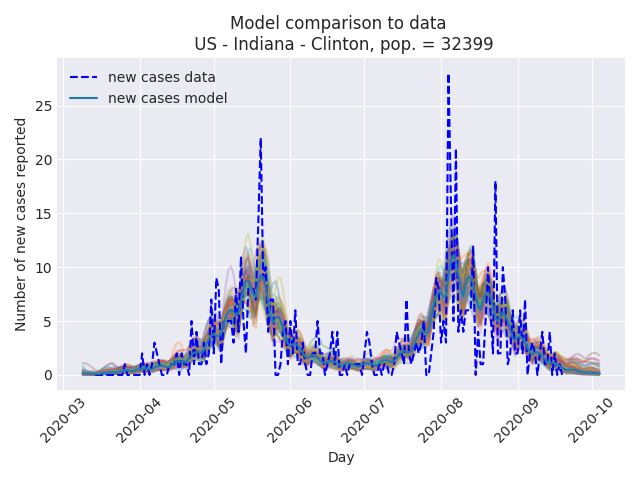 Model comparison to data
US - Indiana - Clinton, pop. = 32399
new cases data
new cases model
Number of new cases reported
25
20
15
10
5
0
2020-03
2020-04
2020-05
2020-06
2020-07
2020-08
2020-09
2020-10
Day